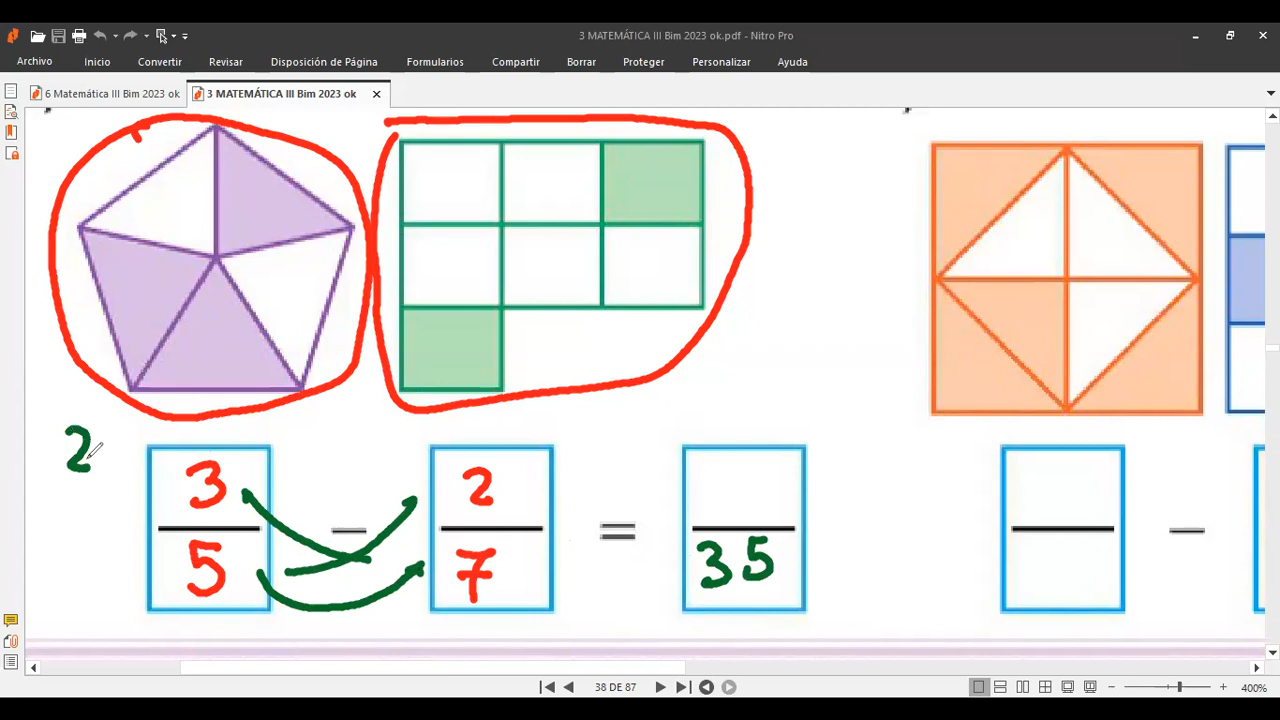 3 MATEMÁTICA III Bim 2023 ok.pdf - Nitro Pro
Archivo Inicio Convertir Revisar Disposición de Página Formularios Compartir Borrar Proteger Personalizar Ayuda
6 Matemática III Bim 2023 ok 3 MATEMÁTICA III Bim 2023 ok
2
3 2
— — =
5 7 35
38 DE 87 400%